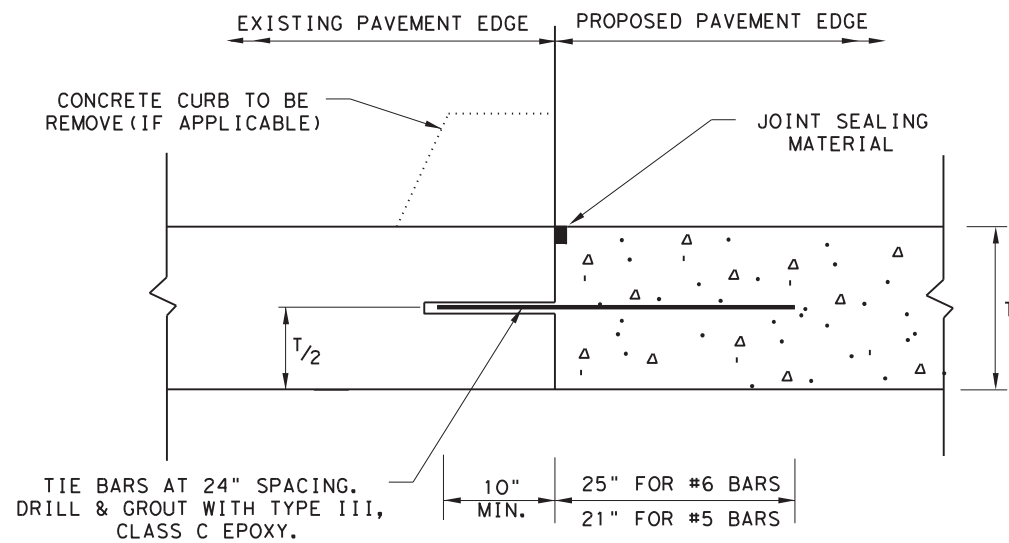 EXISTING PAVEMENT EDGE
PROPOSED PAVEMENT EDGE
CONCRETE CURB TO BE
REMOVE(IF APPLICABLE)
JOINT SEALING
MATERIAL
T/2
T
TIE BARS AT 24" SPACING.
DRILL & GROUT WITH TYPE III,
CLASS C EPOXY.
10"
MIN.
25" FOR #6 BARS
21" FOR #5 BARS